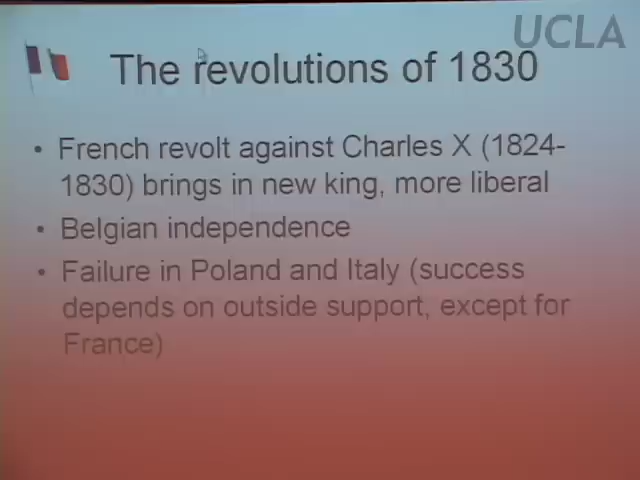 UCLA
The revolutions of 1830
• French revolt against Charles X (1824-
1830) brings in new king, more liberal
• Belgian independence
• Failure in Poland and Italy (success
depends on outside support, except for
France)